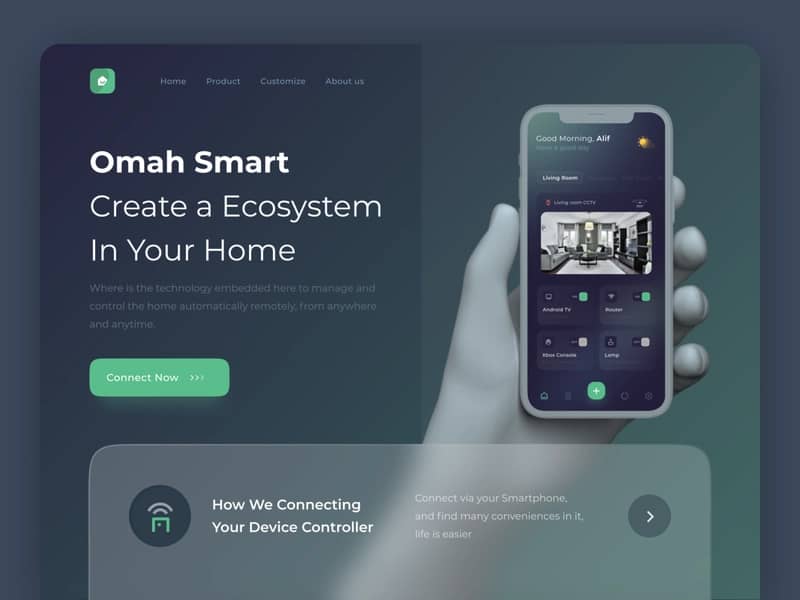 Home Product Customize About us
Omah Smart
Create a Ecosystem
In Your Home
Where is the technology embedded here to manage and
control the home automatically remotely, from anywhere
and anytime.
Connect Now
Good Morning, Alif
Have a good day
Living Room
Living room CCTV
Android TV
Router
Xbox Console
Lamp
How We Connecting
Your Device Controller
Connect via your Smartphone,
and find many conveniences in it,
life is easier